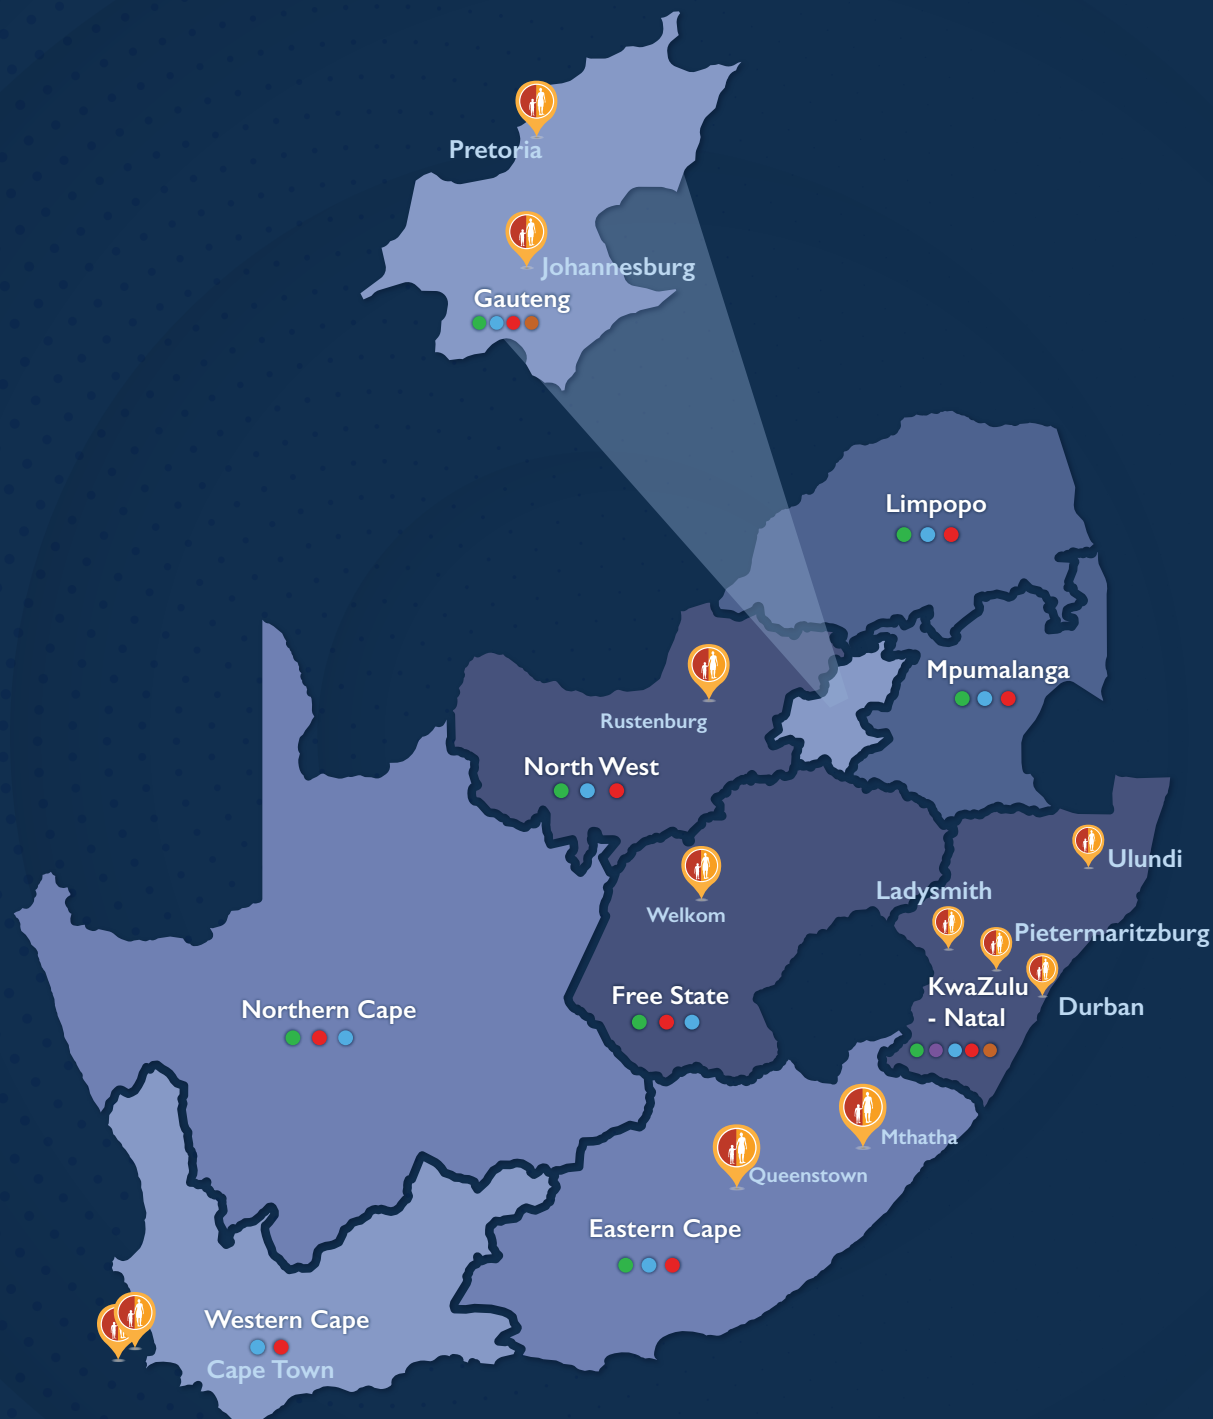 Pretoria
Johannesburg
Gauteng
Limpopo
Mpumalanga
Rustenburg
North West
Ulundi
Ladysmith
Welkom
Pietermaritzburg
KwaZulu
- Natal
Durban
Free State
Northern Cape
Mthatha
Queenstown
Eastern Cape
Western Cape
Cape Town